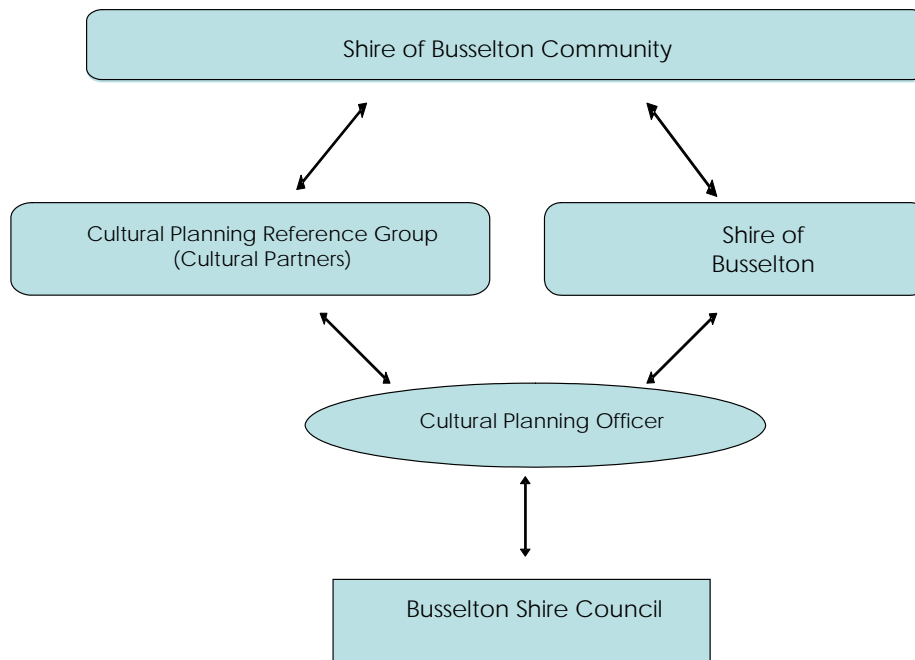 Shire of Busselton Community
Cultural Planning Reference Group
(Cultural Partners)
Shire of
Busselton
Cultural Planning Officer
Busselton Shire Council